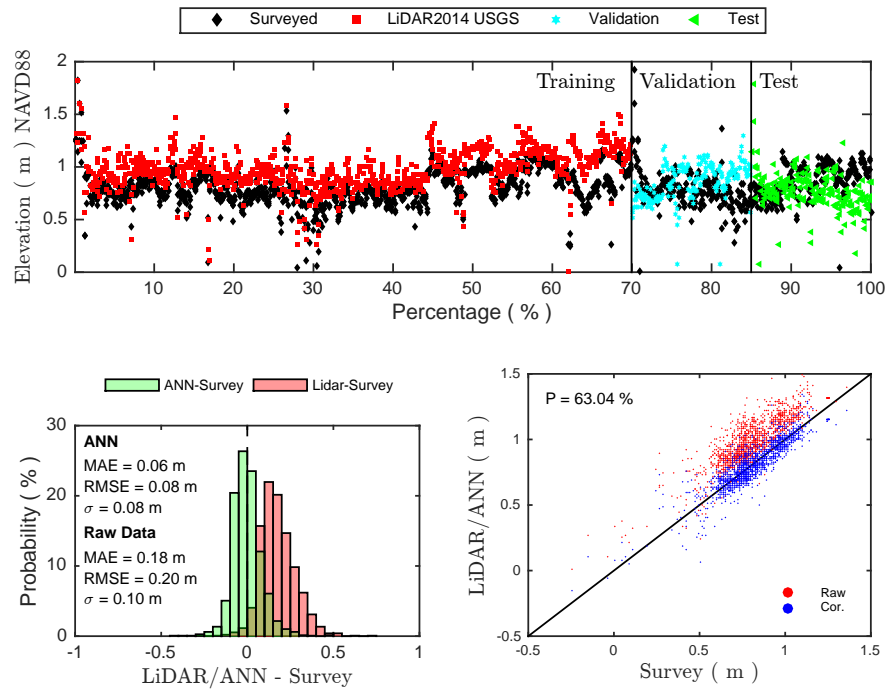 Surveyed LiDAR2014 USGS Validation Test
Elevation ( m ) NAVD88
2
1.5
1
0.5
0
Training Validation Test
10 20 30 40 50 60 70 80 90 100
Percentage ( % )
ANN-Survey Lidar-Survey
Probability ( % )
30
20
10
0
ANN
MAE = 0.06 m
RMSE = 0.08 m
σ = 0.08 m
Raw Data
MAE = 0.18 m
RMSE = 0.20 m
σ = 0.10 m
-1 -0.5 0 0.5 1
LiDAR/ANN - Survey
LiDAR/ANN ( m )
1.5
1
0.5
0
-0.5
P = 63.04 %
Raw
Cor.
-0.5 0 0.5 1 1.5
Survey ( m )